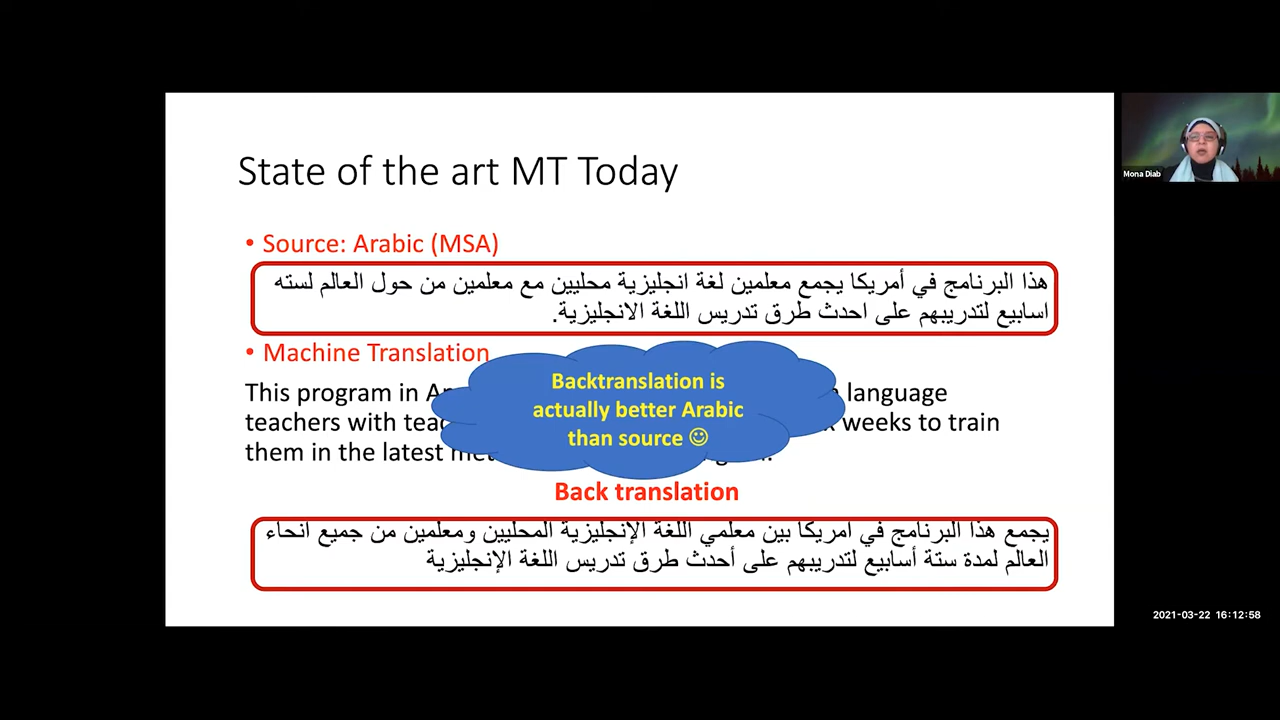 State of the art MT Today
Mona Diab
• Source: Arabic (MSA)
هذا البرنامج في أمريكا يجمع معلمين لغة انجليزية محليين مع معلمين من حول العالم لسته
اسابيع لتدريبهم على احدث طرق تدريس اللغة الانجليزية.
• Machine Translation
This program in language
teachers with weeks to train
them in the latest
Backtranslation is
actually better Arabic
than source ☺
Back translation
يجمع هذا البرنامج في امريكا بين معلمي اللغة الإنجليزية المحليين ومعلمين من جميع انحاء
العالم لمدة ستة أسابيع لتدريبهم على أحدث طرق تدريس اللغة الإنجليزية
2021-03-22 16:12:58